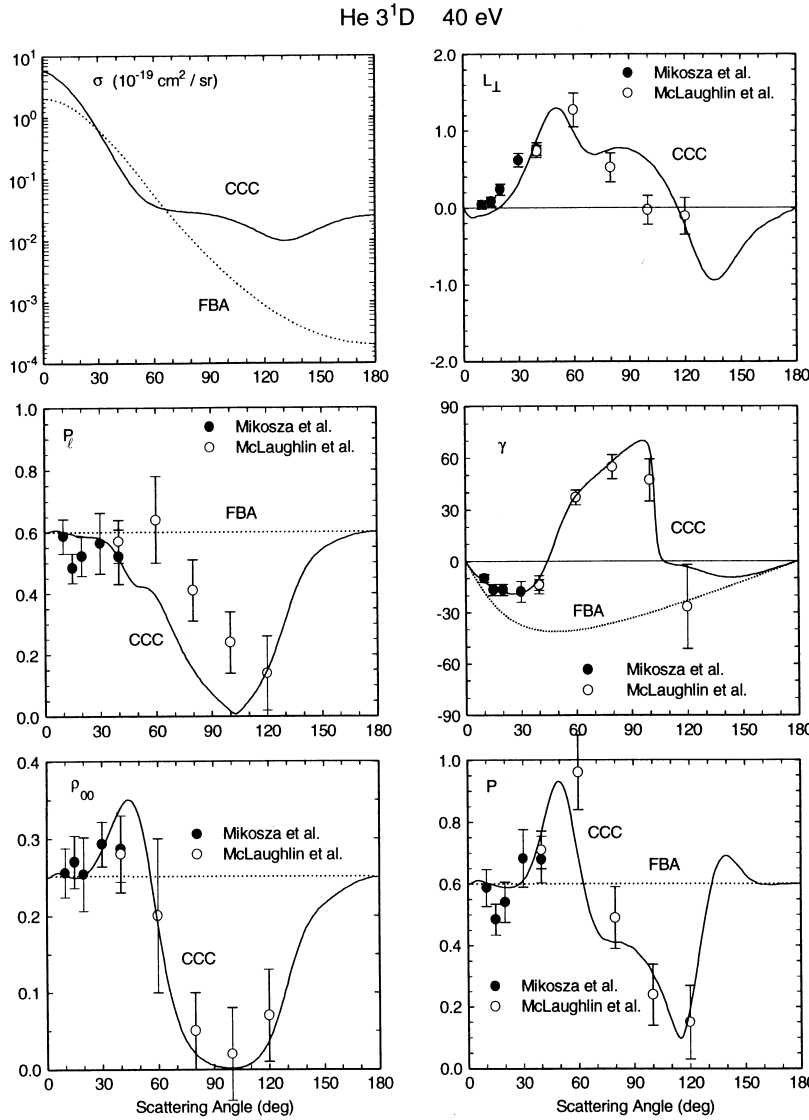 He 3¹D 40 eV
σ (10⁻¹⁹ cm² / sr)
10¹
10⁰
10⁻¹
10⁻²
10⁻³
10⁻⁴
CCC
FBA
0 30 60 90 120 150 180
L⊥
Mikosza et al.
McLaughlin et al.
2.0
1.0
0.0
-1.0
-2.0
CCC
0 30 60 90 120 150 180
Pℓ
Mikosza et al.
McLaughlin et al.
1.0
0.8
0.6
0.4
0.2
0.0
FBA
CCC
0 30 60 90 120 150 180
γ
90
60
30
0
-30
-60
-90
CCC
FBA
Mikosza et al.
McLaughlin et al.
0 30 60 90 120 150 180
ρ₀₀
0.4
0.3
0.2
0.1
0.0
Mikosza et al.
McLaughlin et al.
CCC
0 30 60 90 120 150 180
Scattering Angle (deg)
P
1.0
0.8
0.6
0.4
0.2
0.0
CCC
FBA
Mikosza et al.
McLaughlin et al.
0 30 60 90 120 150 180
Scattering Angle (deg)